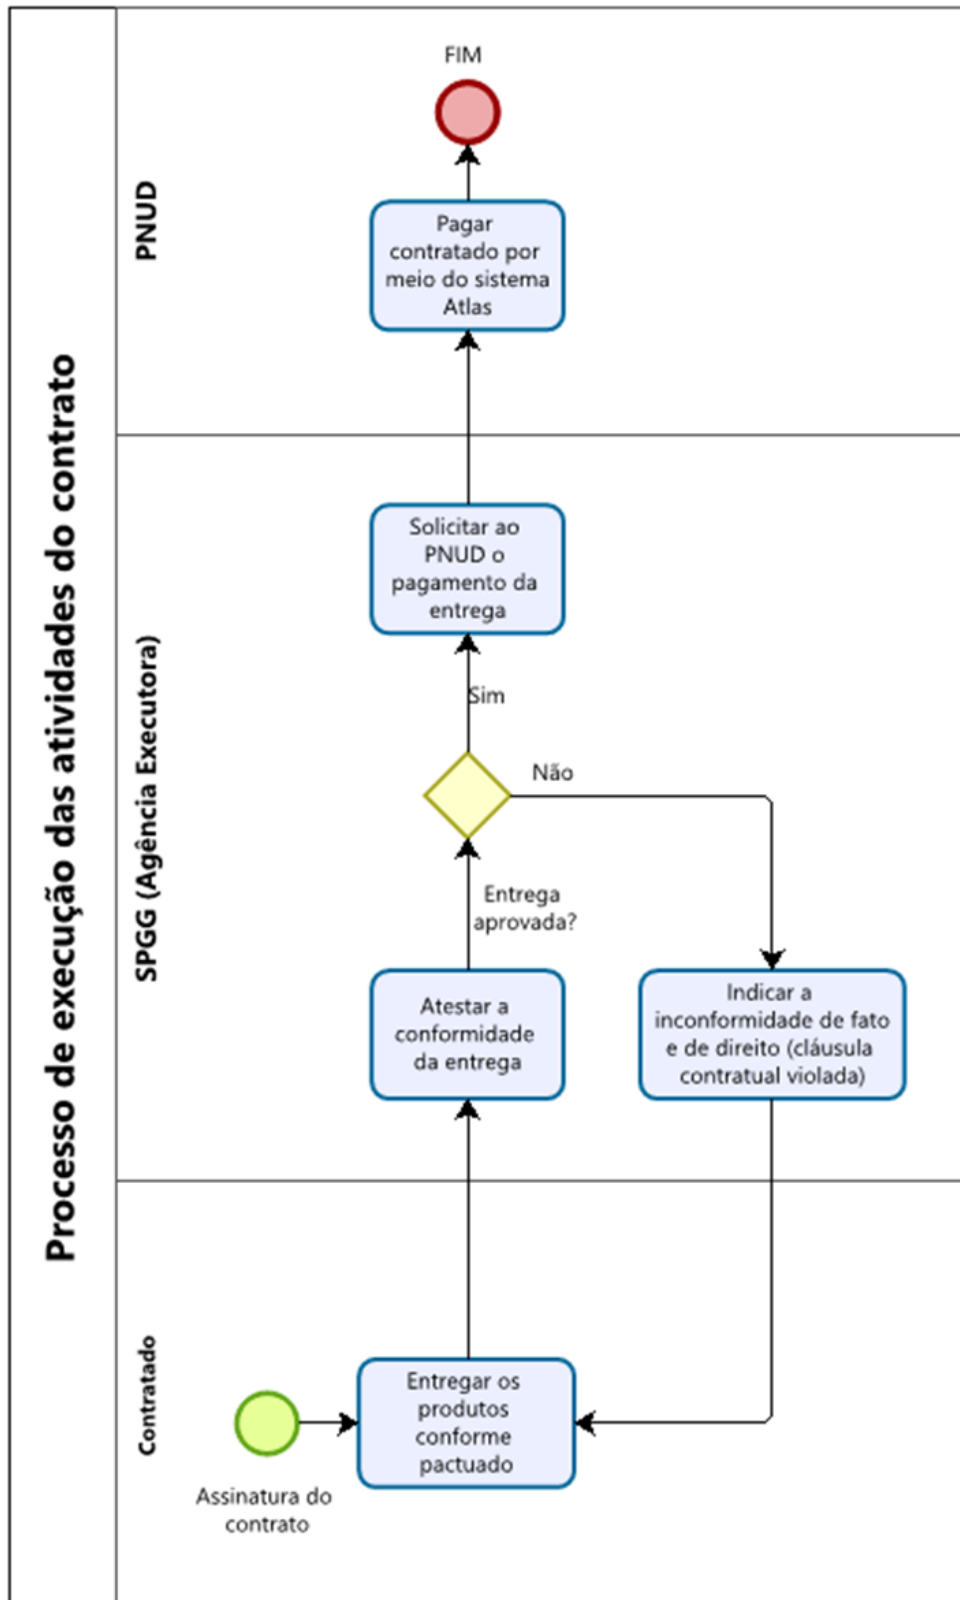 Processo de execução das atividades do contrato
PNUD
FIM
Pagar
contratado por
meio do sistema
Atlas
SPGG (Agência Executora)
Solicitar ao
PNUD o
pagamento da
entrega
Sim
Não
Entrega
aprovada?
Atestar a
conformidade
da entrega
Indicar a
inconformidade de fato
e de direito (cláusula
contratual violada)
Contratado
Entregar os
produtos
conforme
pactuado
Assinatura do
contrato